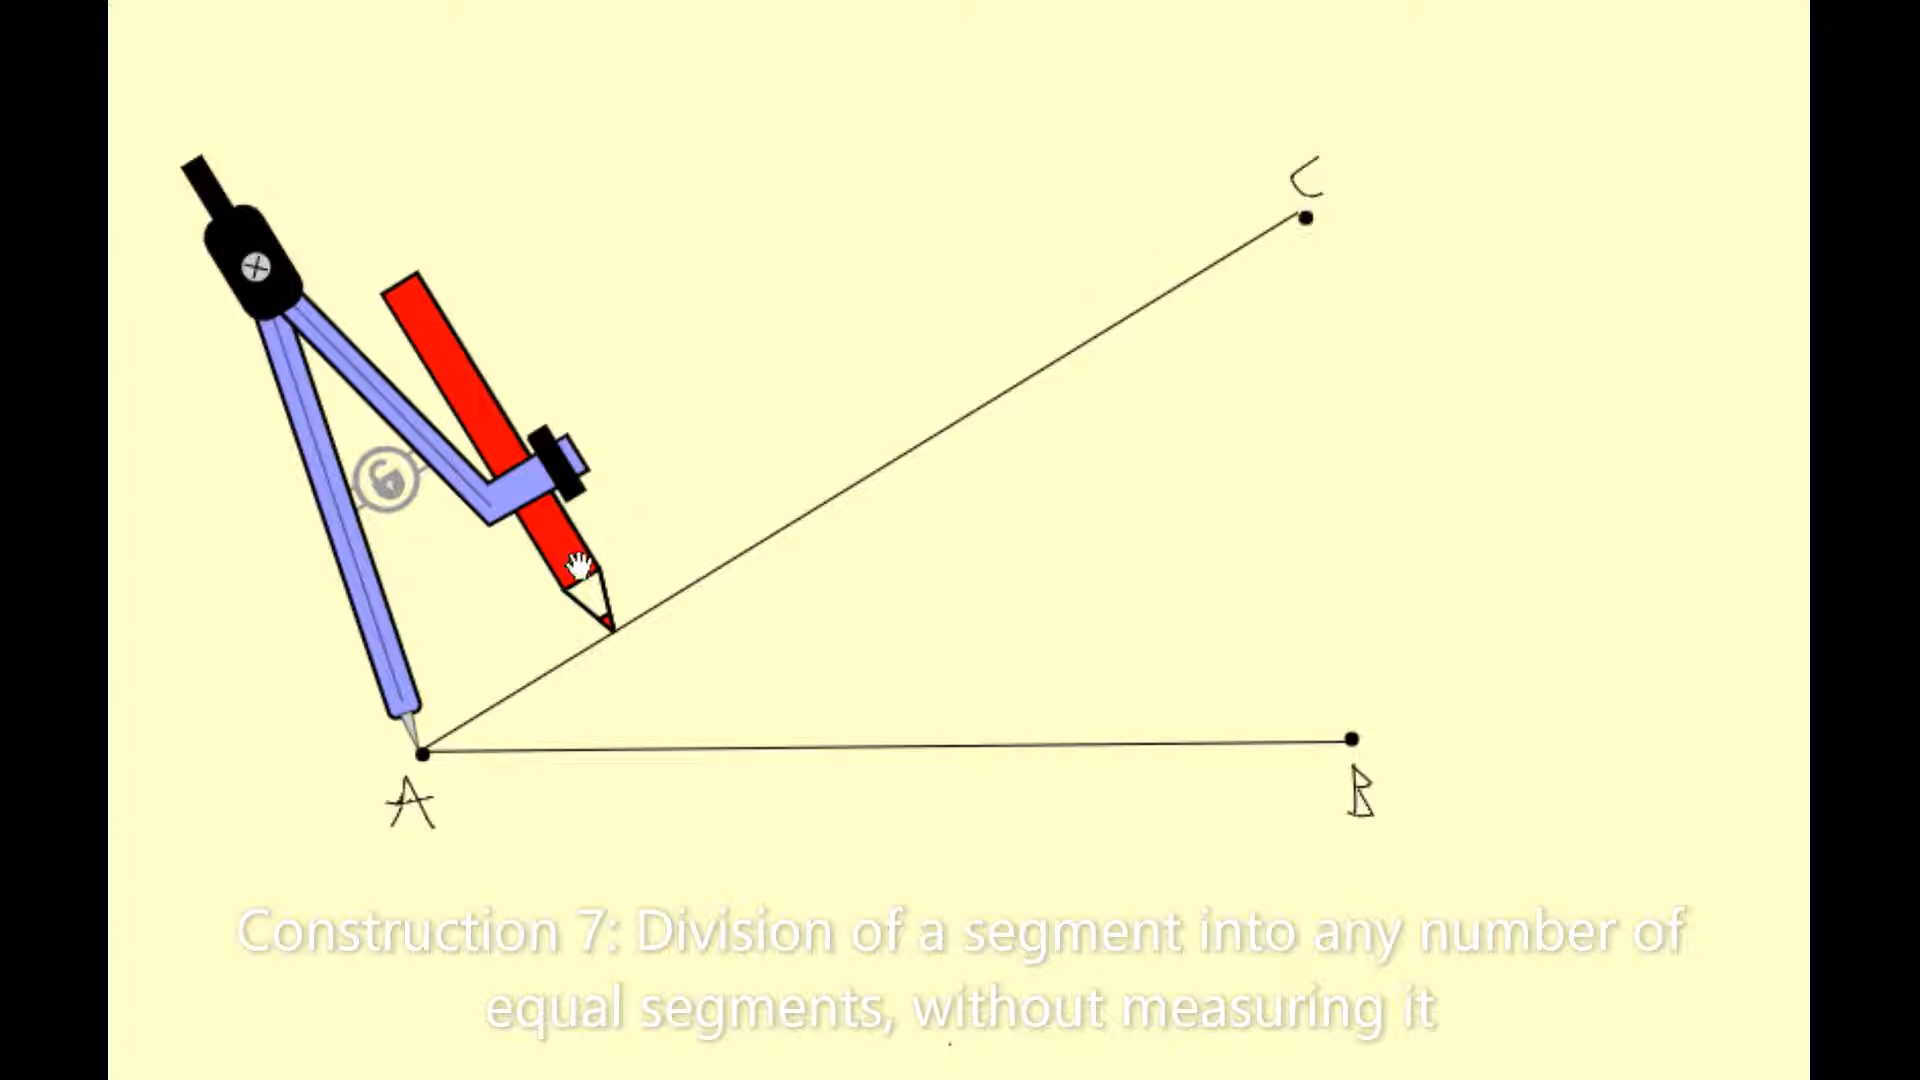 C
A
B
Construction 7: Division of a segment into any number of
equal segments, without measuring it